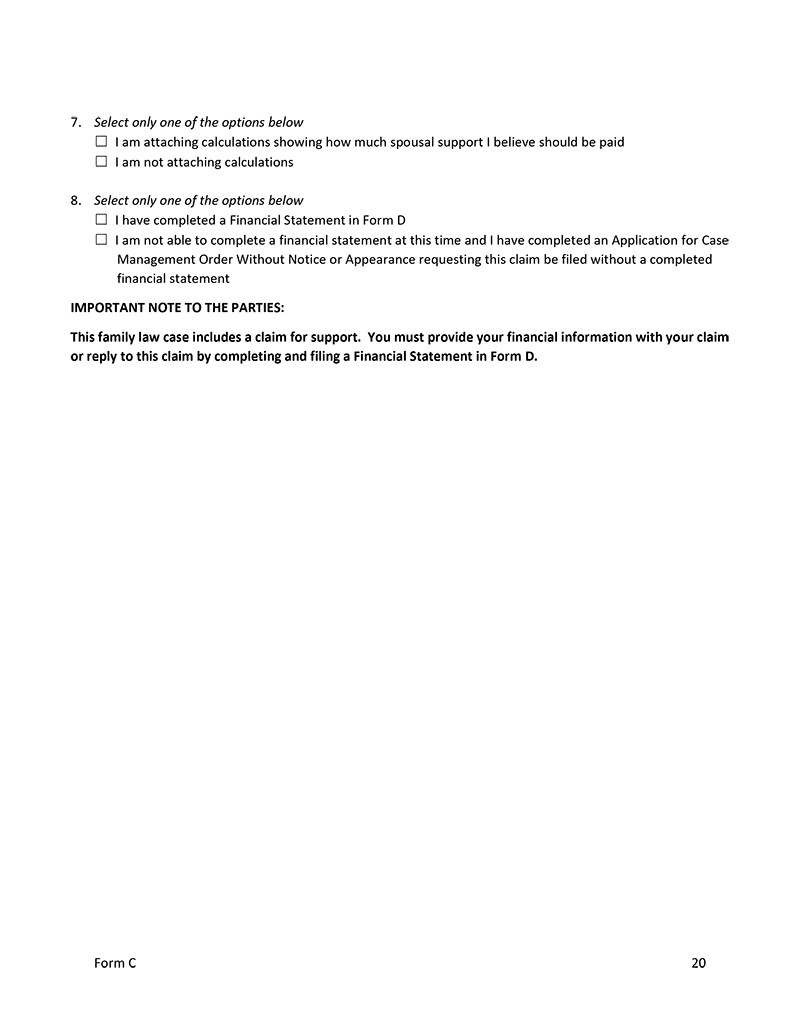 7. Select only one of the options below
☐ I am attaching calculations showing how much spousal support I believe should be paid
☐ I am not attaching calculations
8. Select only one of the options below
☐ I have completed a Financial Statement in Form D
☐ I am not able to complete a financial statement at this time and I have completed an Application for Case
Management Order Without Notice or Appearance requesting this claim be filed without a completed
financial statement
IMPORTANT NOTE TO THE PARTIES:
This family law case includes a claim for support.  You must provide your financial information with your claim
or reply to this claim by completing and filing a Financial Statement in Form D.
Form C 20